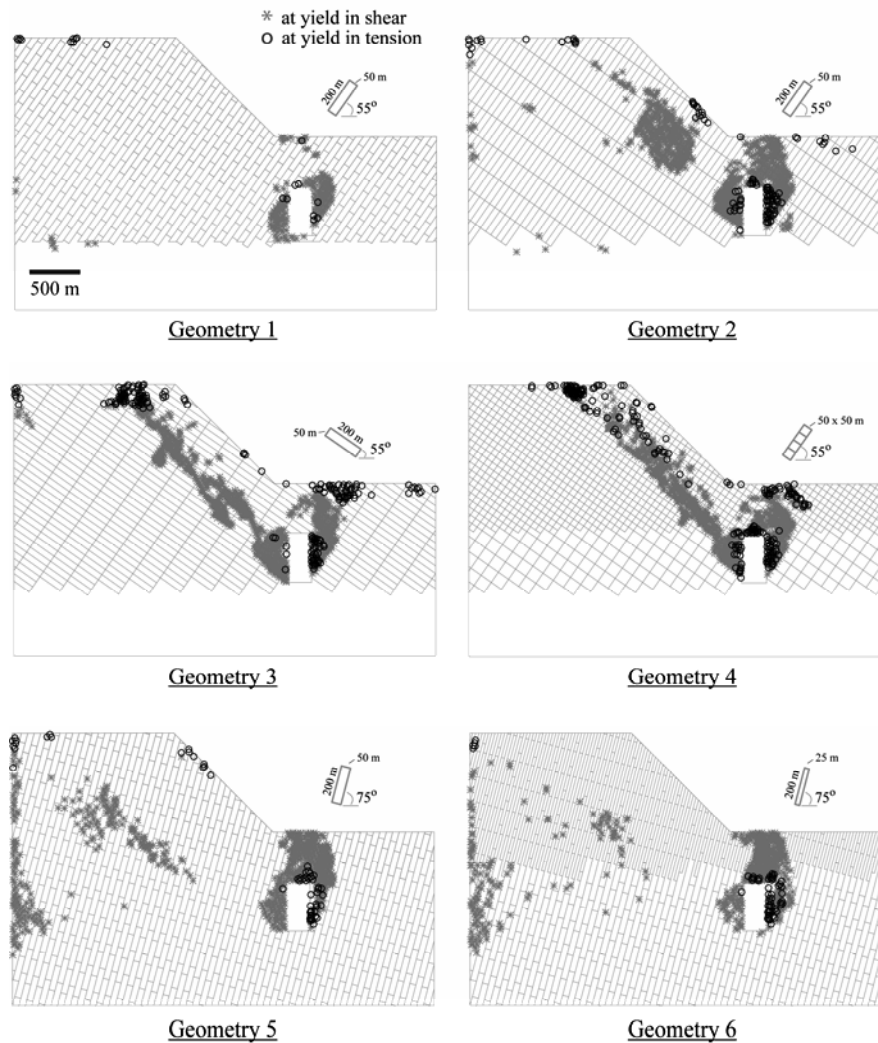 * at yield in shear
o at yield in tension
200 m
50 m
55°
500 m
Geometry 1
200 m
50 m
55°
Geometry 2
50 m
200 m
55°
Geometry 3
50 x 50 m
55°
Geometry 4
50 m
200 m
75°
Geometry 5
25 m
200 m
75°
Geometry 6